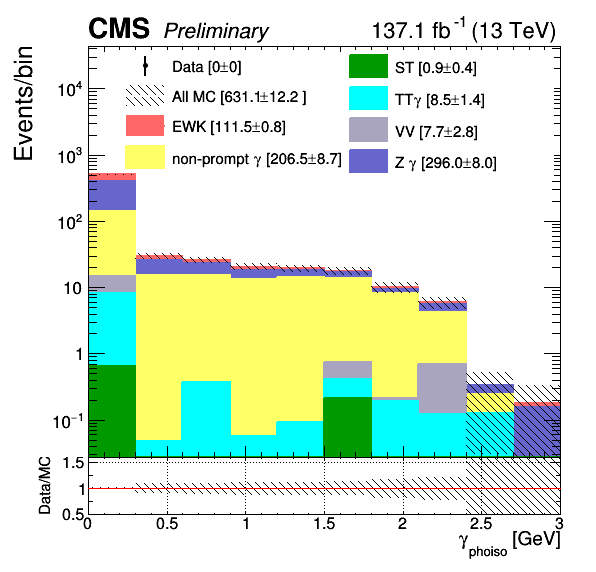 CMS Preliminary 137.1 fb⁻¹ (13 TeV)
Events/bin
Data [0±0]
All MC [631.1±12.2 ]
EWK [111.5±0.8]
non-prompt γ [206.5±8.7]
ST [0.9±0.4]
TTγ [8.5±1.4]
VV [7.7±2.8]
Z γ [296.0±8.0]
10⁴
10³
10²
10
1
10⁻¹
Data/MC
1.5
1
0.5
0 0.5 1 1.5 2 2.5 3
γ_phoiso [GeV]